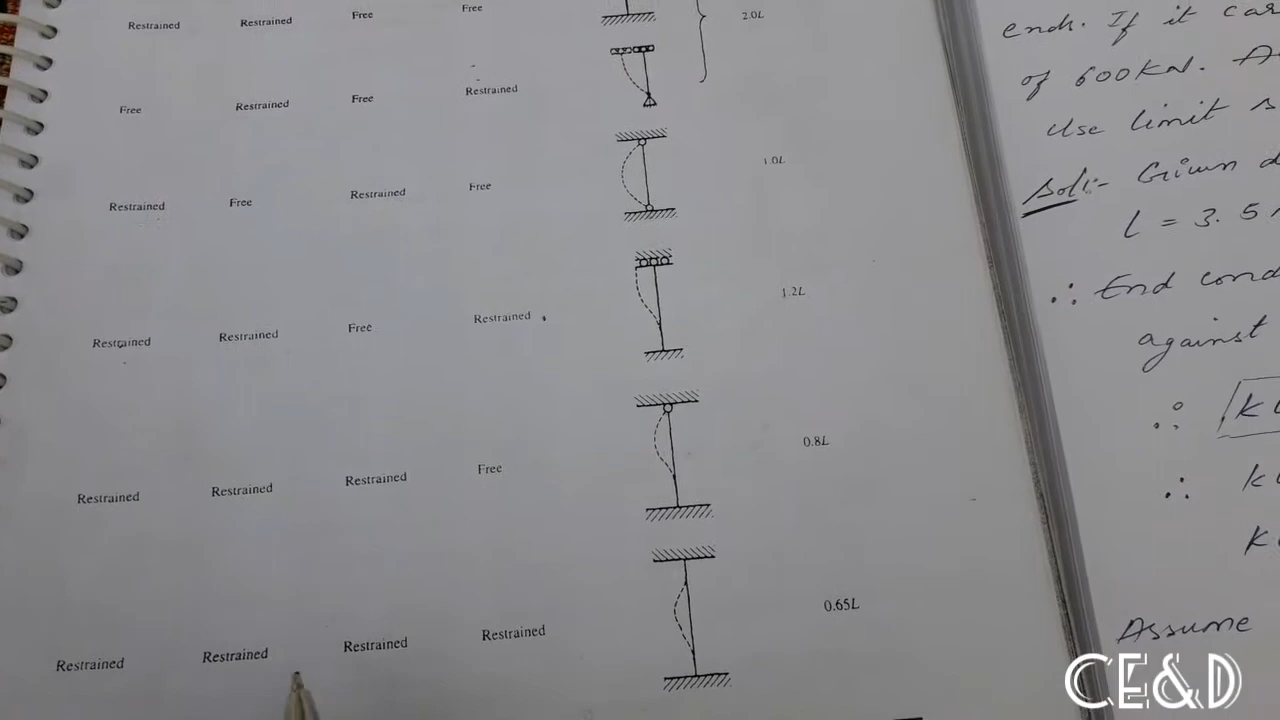 Restrained Restrained Free Free 2.0L
Free Restrained Free Restrained
Restrained Free Restrained Free 1.0L
Restrained Restrained Free Restrained 1.2L
Restrained Restrained Restrained Free 0.8L
Restrained Restrained Restrained Restrained 0.65L
ends. If it
of 600kN.
Use limit
Soln:- Given
L = 3.5
∴ End cond
against
∴ K
∴ K
K
Assume
CE&D